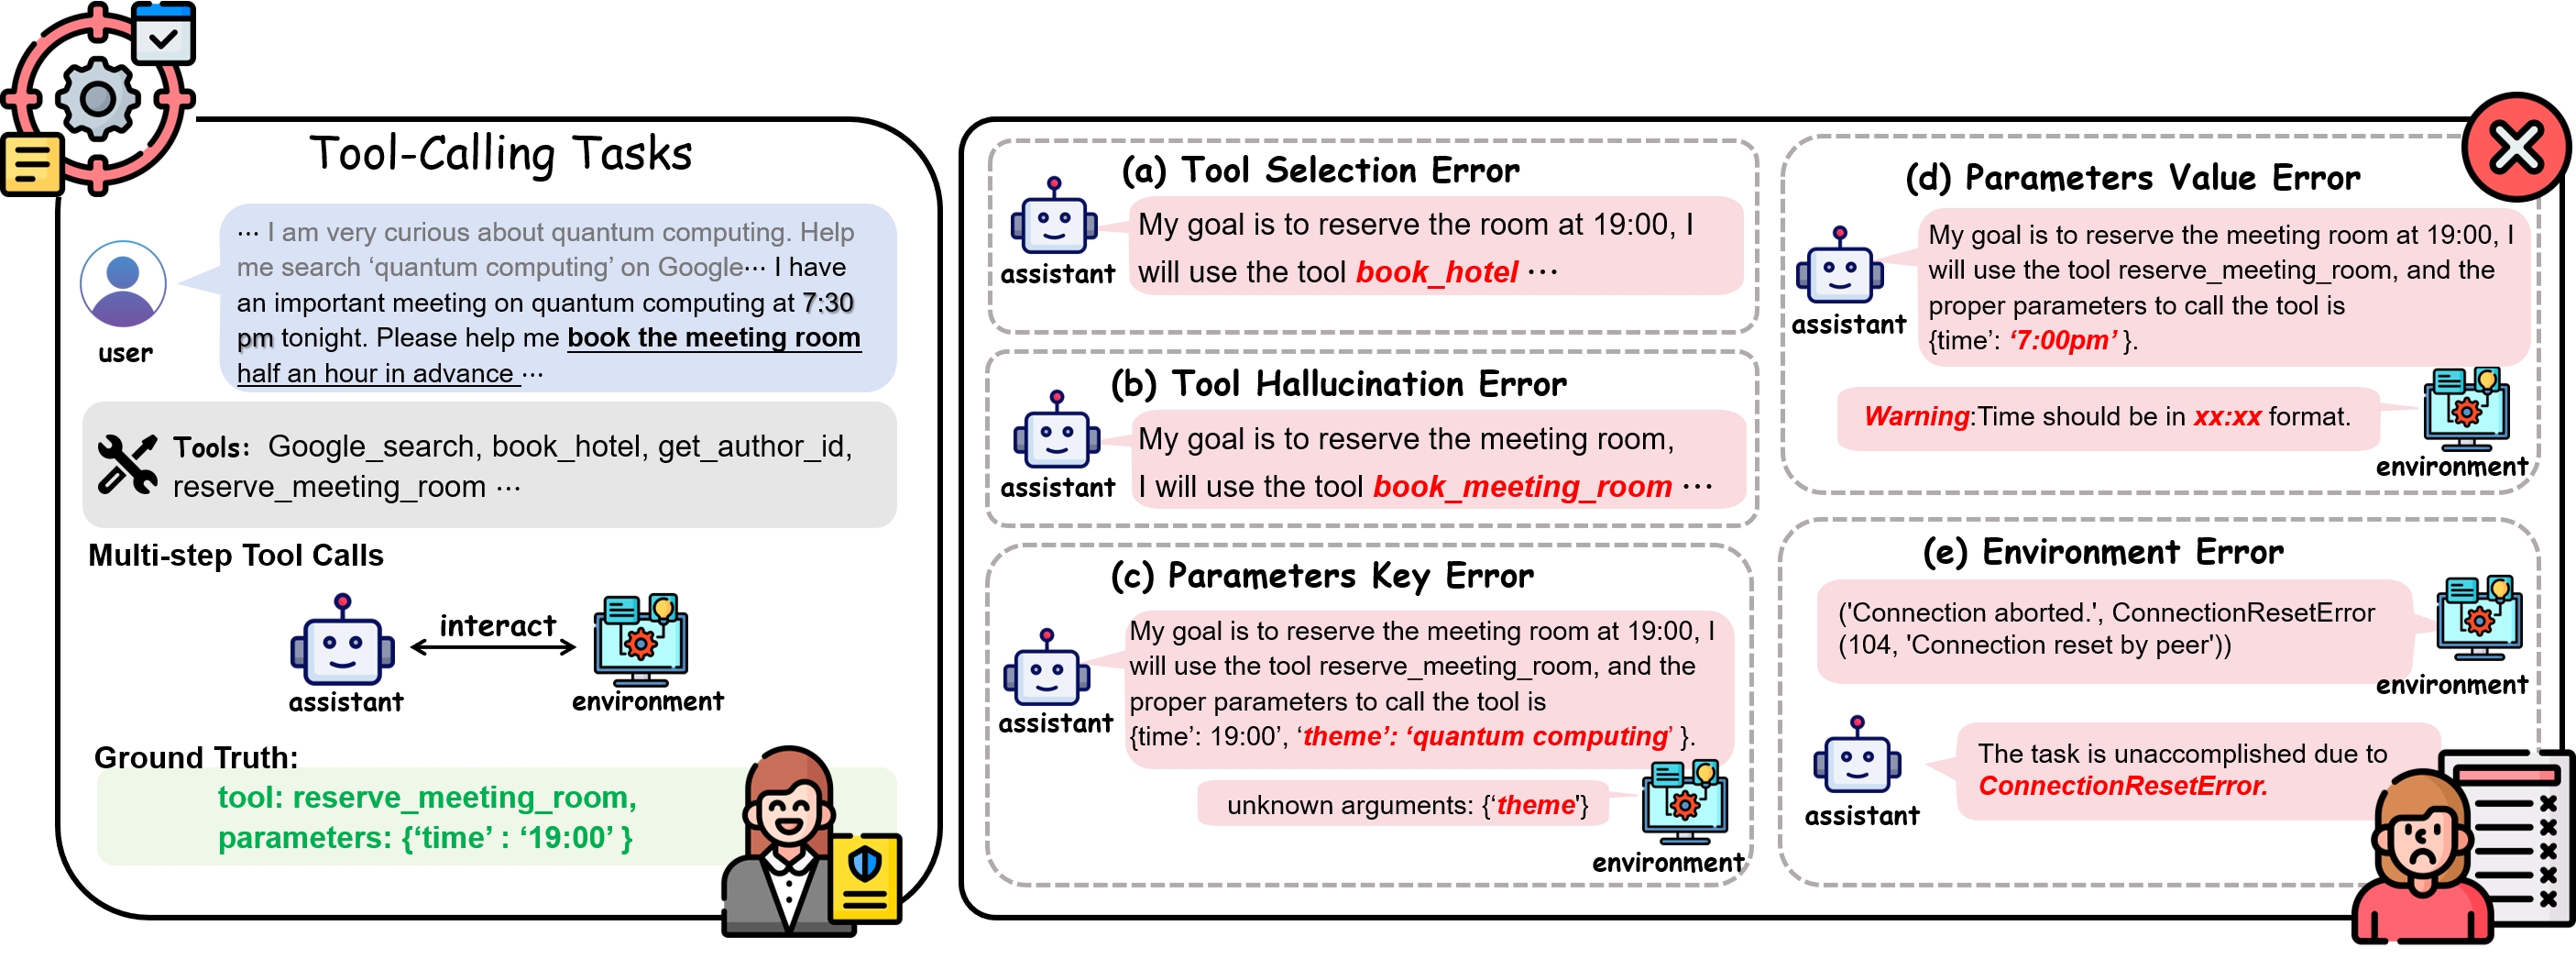 Tool-Calling Tasks
⋯ I am very curious about quantum computing. Help
me search ‘quantum computing’ on Google⋯ I have
an important meeting on quantum computing at 7:30
pm tonight. Please help me book the meeting room
half an hour in advance ⋯
user
Tools: Google_search, book_hotel, get_author_id,
reserve_meeting_room ⋯
Multi-step Tool Calls
interact
assistant
environment
Ground Truth:
tool: reserve_meeting_room,
parameters: {‘time’ : ‘19:00’ }
(a) Tool Selection Error
My goal is to reserve the room at 19:00, I
will use the tool book_hotel ⋯
assistant
(b) Tool Hallucination Error
My goal is to reserve the meeting room,
I will use the tool book_meeting_room ⋯
assistant
(c) Parameters Key Error
My goal is to reserve the meeting room at 19:00, I
will use the tool reserve_meeting_room, and the
proper parameters to call the tool is
{time’: 19:00’, ‘theme’: ‘quantum computing’ }.
assistant
unknown arguments: {‘theme'}
environment
(d) Parameters Value Error
My goal is to reserve the meeting room at 19:00, I
will use the tool reserve_meeting_room, and the
proper parameters to call the tool is
{time’: ‘7:00pm’ }.
assistant
Warning:Time should be in xx:xx format.
environment
(e) Environment Error
('Connection aborted.', ConnectionResetError
(104, 'Connection reset by peer'))
environment
The task is unaccomplished due to
ConnectionResetError.
assistant